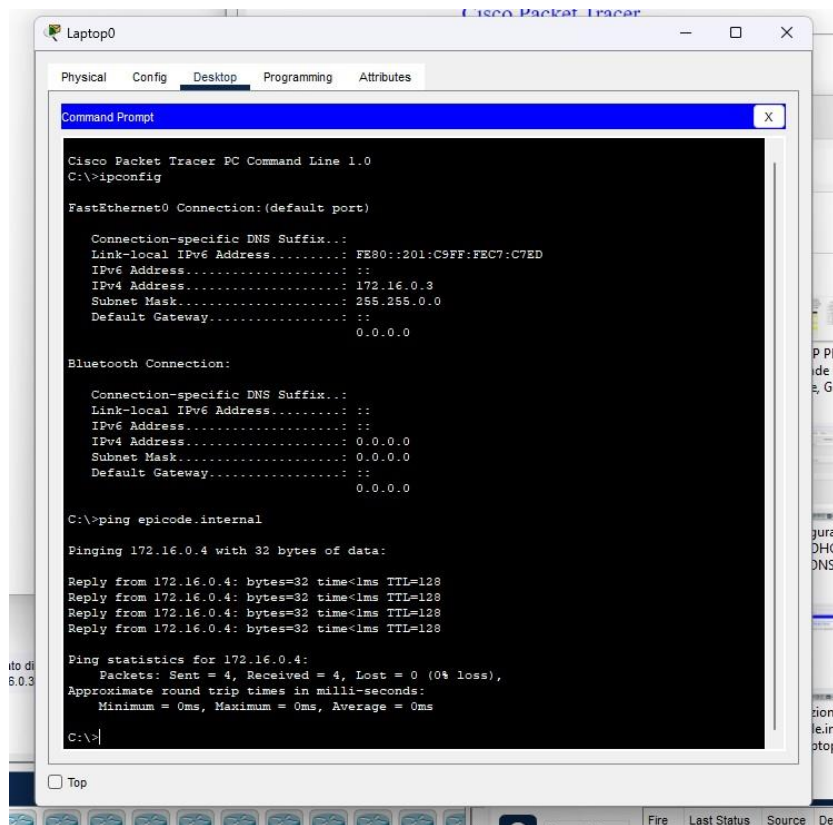 Cisco Packet Tracer
Laptop0
Physical Config Desktop Programming Attributes
Command Prompt
X
Cisco Packet Tracer PC Command Line 1.0
C:\>ipconfig
FastEthernet0 Connection:(default port)
Connection-specific DNS Suffix..:
Link-local IPv6 Address.........: FE80::201:C9FF:FEC7:C7ED
IPv6 Address....................: ::
IPv4 Address....................: 172.16.0.3
Subnet Mask.....................: 255.255.0.0
Default Gateway.................: ::
0.0.0.0
Bluetooth Connection:
Connection-specific DNS Suffix..:
Link-local IPv6 Address.........: ::
IPv6 Address....................: ::
IPv4 Address....................: 0.0.0.0
Subnet Mask.....................: 0.0.0.0
Default Gateway.................: ::
0.0.0.0
C:\>ping epicode.internal
Pinging 172.16.0.4 with 32 bytes of data:
Reply from 172.16.0.4: bytes=32 time<1ms TTL=128
Reply from 172.16.0.4: bytes=32 time<1ms TTL=128
Reply from 172.16.0.4: bytes=32 time<1ms TTL=128
Reply from 172.16.0.4: bytes=32 time<1ms TTL=128
Ping statistics for 172.16.0.4:
Packets: Sent = 4, Received = 4, Lost = 0 (0% loss),
Approximate round trip times in milli-seconds:
Minimum = 0ms, Maximum = 0ms, Average = 0ms
C:\>
Top
Fire Last Status Source